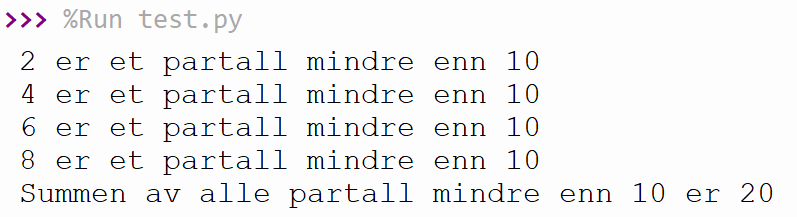 >>> %Run test.py
2 er et partall mindre enn 10
4 er et partall mindre enn 10
6 er et partall mindre enn 10
8 er et partall mindre enn 10
Summen av alle partall mindre enn 10 er 20